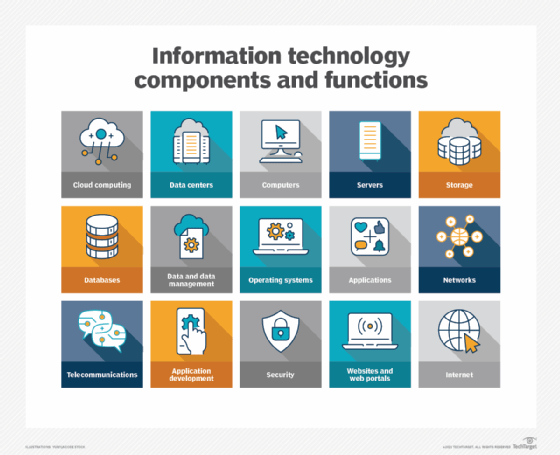 Information technology
components and functions
Cloud computing
Data centers
Computers
Servers
Storage
Databases
Data and data
management
Operating systems
Applications
Networks
Telecommunications
Application
development
Security
Websites and
web portals
Internet
TechTarget